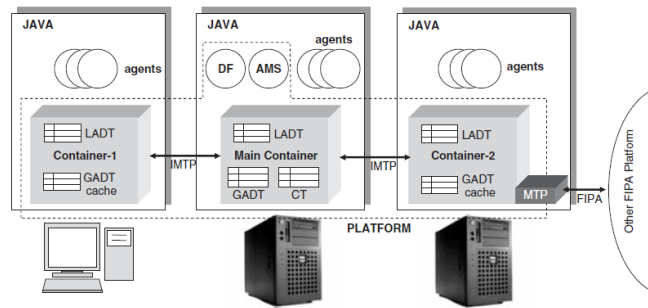 JAVA
JAVA
JAVA
agents
DF
AMS
agents
agents
LADT
Container-1
GADT
cache
IMTP
LADT
Main Container
GADT
CT
IMTP
LADT
Container-2
GADT
cache
MTP
FIPA
Other FIPA Platform
PLATFORM